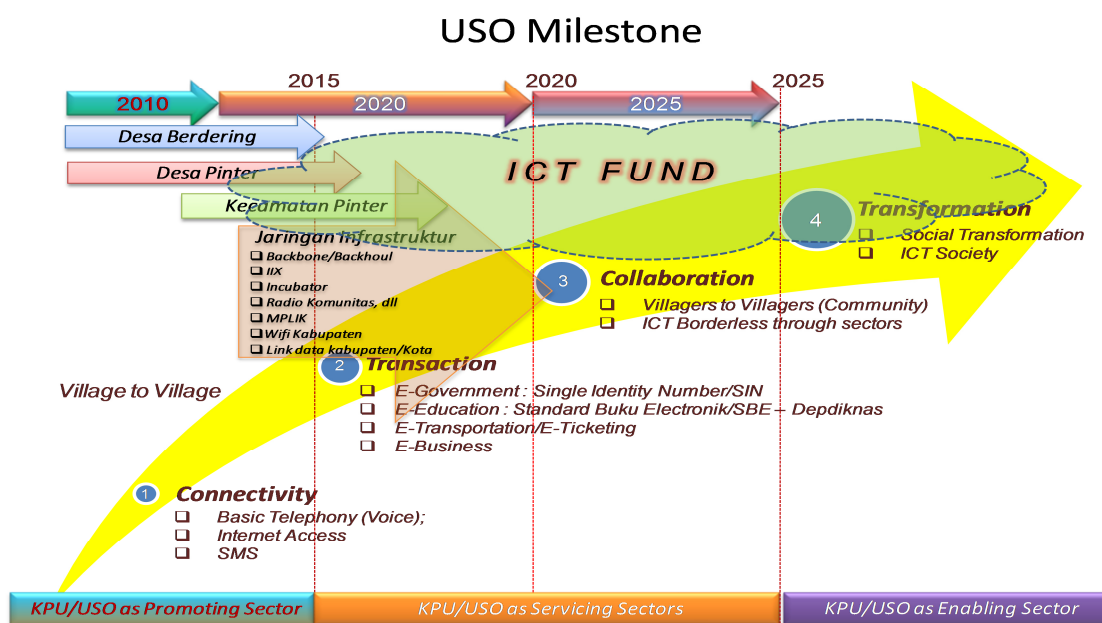 USO Milestone
2015
2020
2025
2010
2020
2025
Desa Berdering
Desa Pinter
Kecamatan Pinter
ICT FUND
Jaringan Infrastruktur
Backbone/Backhoul
IIX
Incubator
Radio Komunitas, dll
MPLIK
Wifi Kabupaten
Link data kabupaten/Kota
4
Transformation
Social Transformation
ICT Society
3
Collaboration
Villagers to Villagers (Community)
ICT Borderless through sectors
2
Transaction
E-Government : Single Identity Number/SIN
E-Education : Standard Buku Electronik/SBE – Depdiknas
E-Transportation/E-Ticketing
E-Business
Village to Village
1
Connectivity
Basic Telephony (Voice);
Internet Access
SMS
KPU/USO as Promoting Sector
KPU/USO as Servicing Sectors
KPU/USO as Enabling Sector